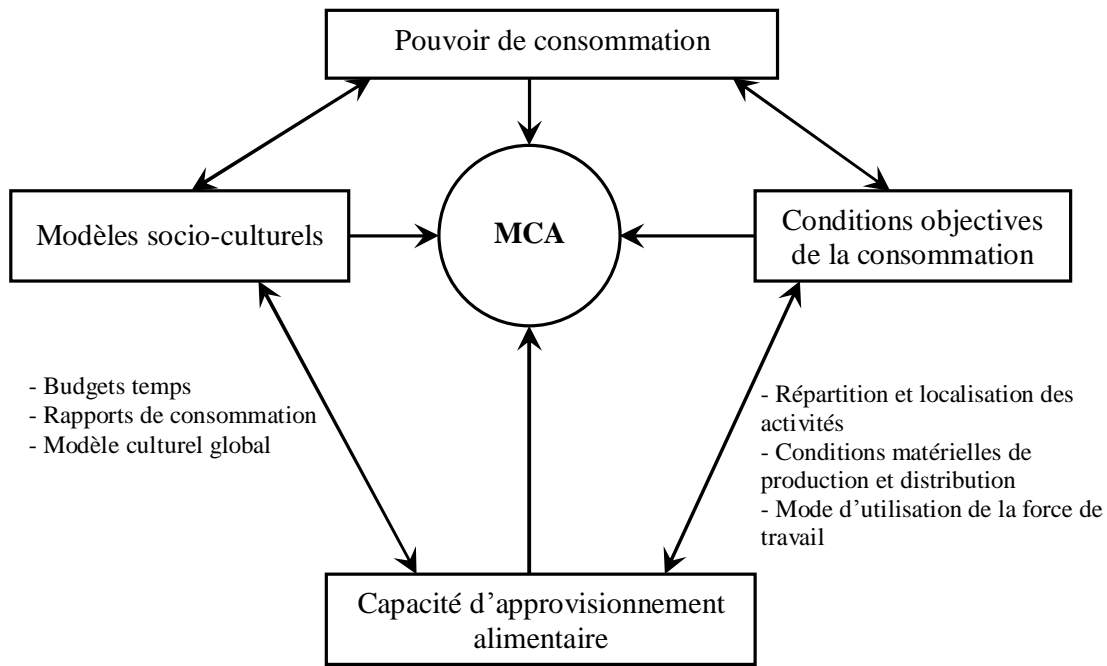 Pouvoir de consommation
Modèles socio-culturels
MCA
Conditions objectives
de la consommation
- Budgets temps
- Rapports de consommation
- Modèle culturel global
- Répartition et localisation des
activités
- Conditions matérielles de
production et distribution
- Mode d’utilisation de la force de
travail
Capacité d’approvisionnement
alimentaire